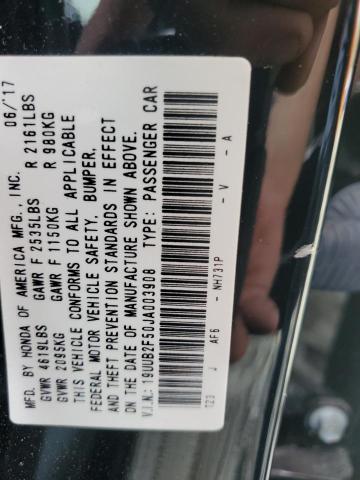 MFD. BY HONDA OF AMERICA MFG., INC. 06/17
GVWR 4619LBS GAWR F 2535LBS R 2161LBS
GVWR 2095KG GAWR F 1150KG R 980KG
THIS VEHICLE CONFORMS TO ALL APPLICABLE
FEDERAL MOTOR VEHICLE SAFETY, BUMPER,
AND THEFT PREVENTION STANDARDS IN EFFECT
ON THE DATE OF MANUFACTURE SHOWN ABOVE.
V.I.N.: 19UUB2F50JA003908 PASSENGER CAR
123 J AF6 - NH731P - V - A